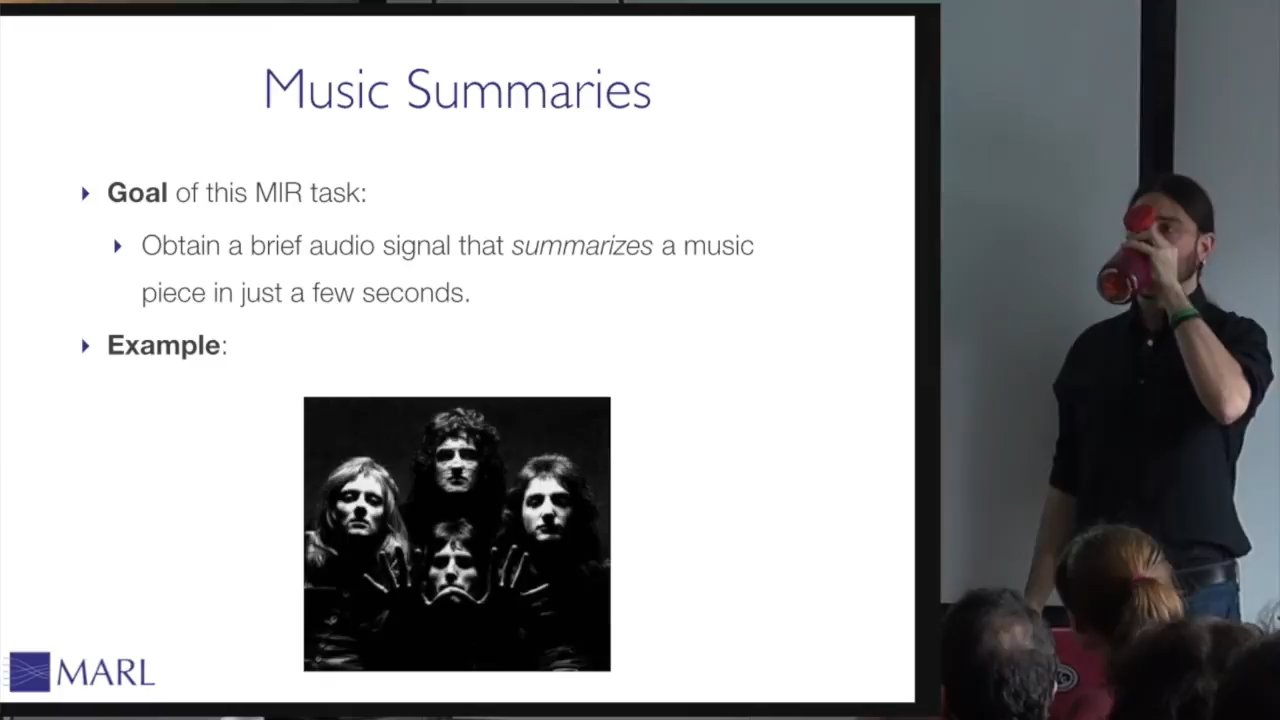 Music Summaries
Goal of this MIR task:
Obtain a brief audio signal that summarizes a music
piece in just a few seconds.
Example:
MARL